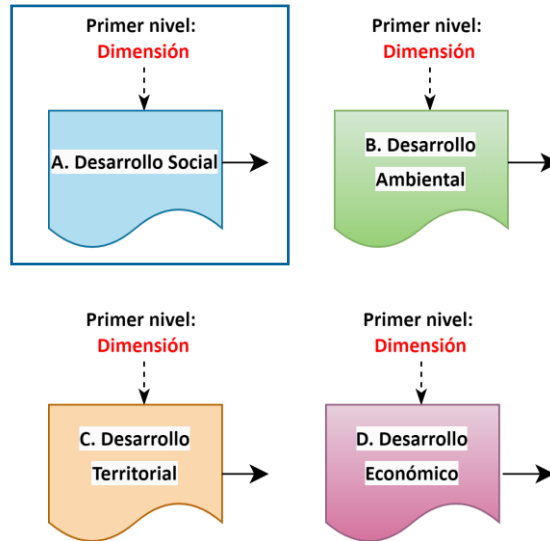 Primer nivel:
Dimensión
A. Desarrollo Social
Primer nivel:
Dimensión
B. Desarrollo
Ambiental
Primer nivel:
Dimensión
C. Desarrollo
Territorial
Primer nivel:
Dimensión
D. Desarrollo
Económico